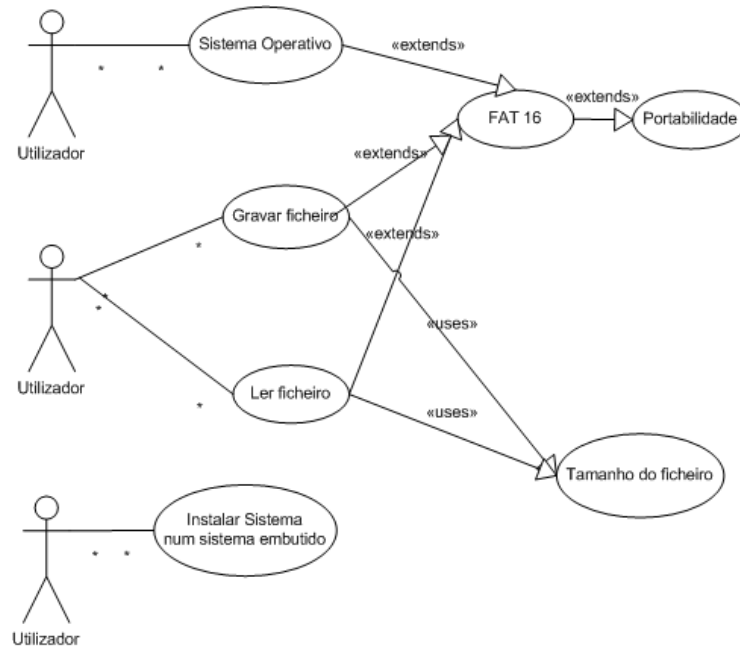 Sistema Operativo
«extends»
* *
FAT 16
«extends»
Portabilidade
Utilizador
«extends»
Gravar ficheiro
«extends»
*
*
*
«uses»
Utilizador
Ler ficheiro
*
«uses»
Tamanho do ficheiro
Instalar Sistema
num sistema embutido
* *
Utilizador